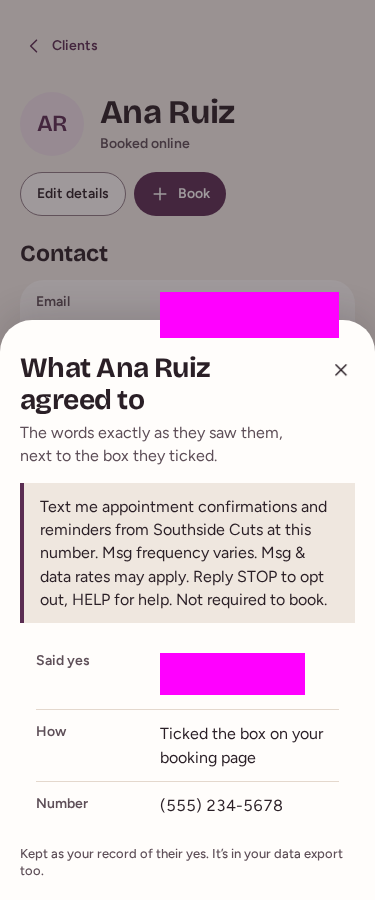 Clients
AR
Ana Ruiz
Booked online
Edit details
Book
Contact
Email
What Ana Ruiz
agreed to
The words exactly as they saw them,
next to the box they ticked.
Text me appointment confirmations and
reminders from Southside Cuts at this
number. Msg frequency varies. Msg &
data rates may apply. Reply STOP to opt
out, HELP for help. Not required to book.
Said yes
How
Ticked the box on your
booking page
Number
(555) 234-5678
Kept as your record of their yes. It’s in your data export
too.